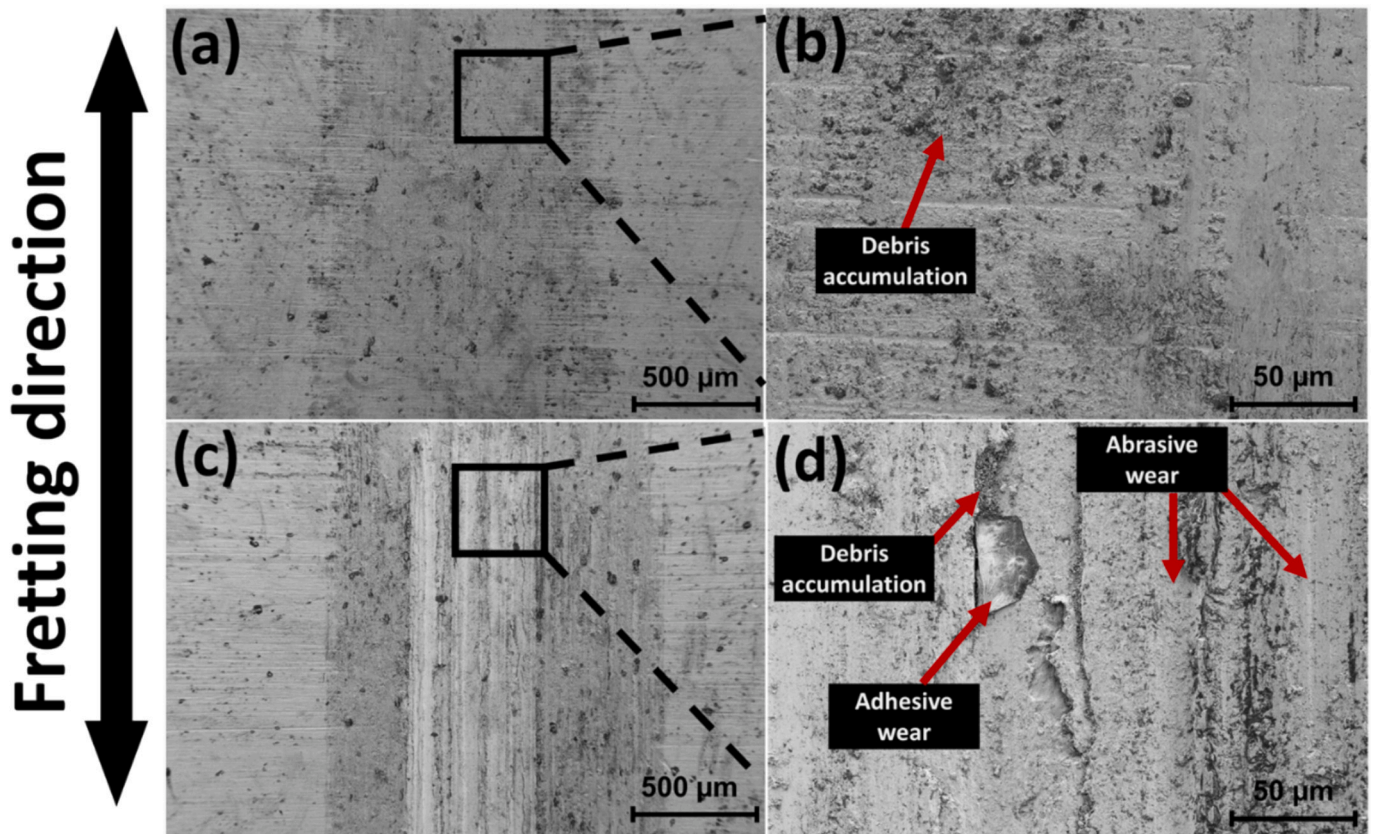 Fretting direction
(a)
500 µm
(b)
Debris
accumulation
50 µm
(c)
500 µm
(d)
Abrasive
wear
Debris
accumulation
Adhesive
wear
50 µm